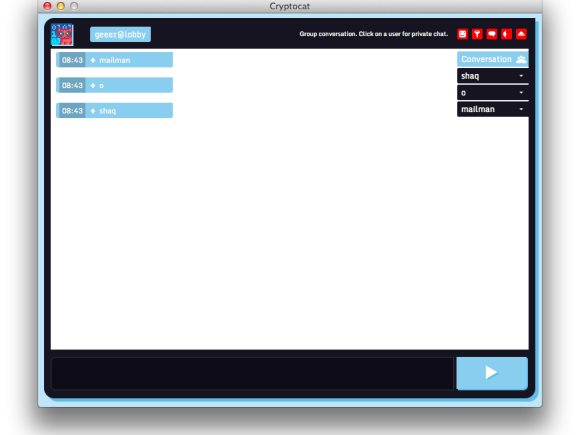 Cryptocat
geeez@lobby
Group conversation. Click on a user for private chat.
08:43 + mailman
Conversation
08:43 + o
shaq
o
08:43 + shaq
mailman